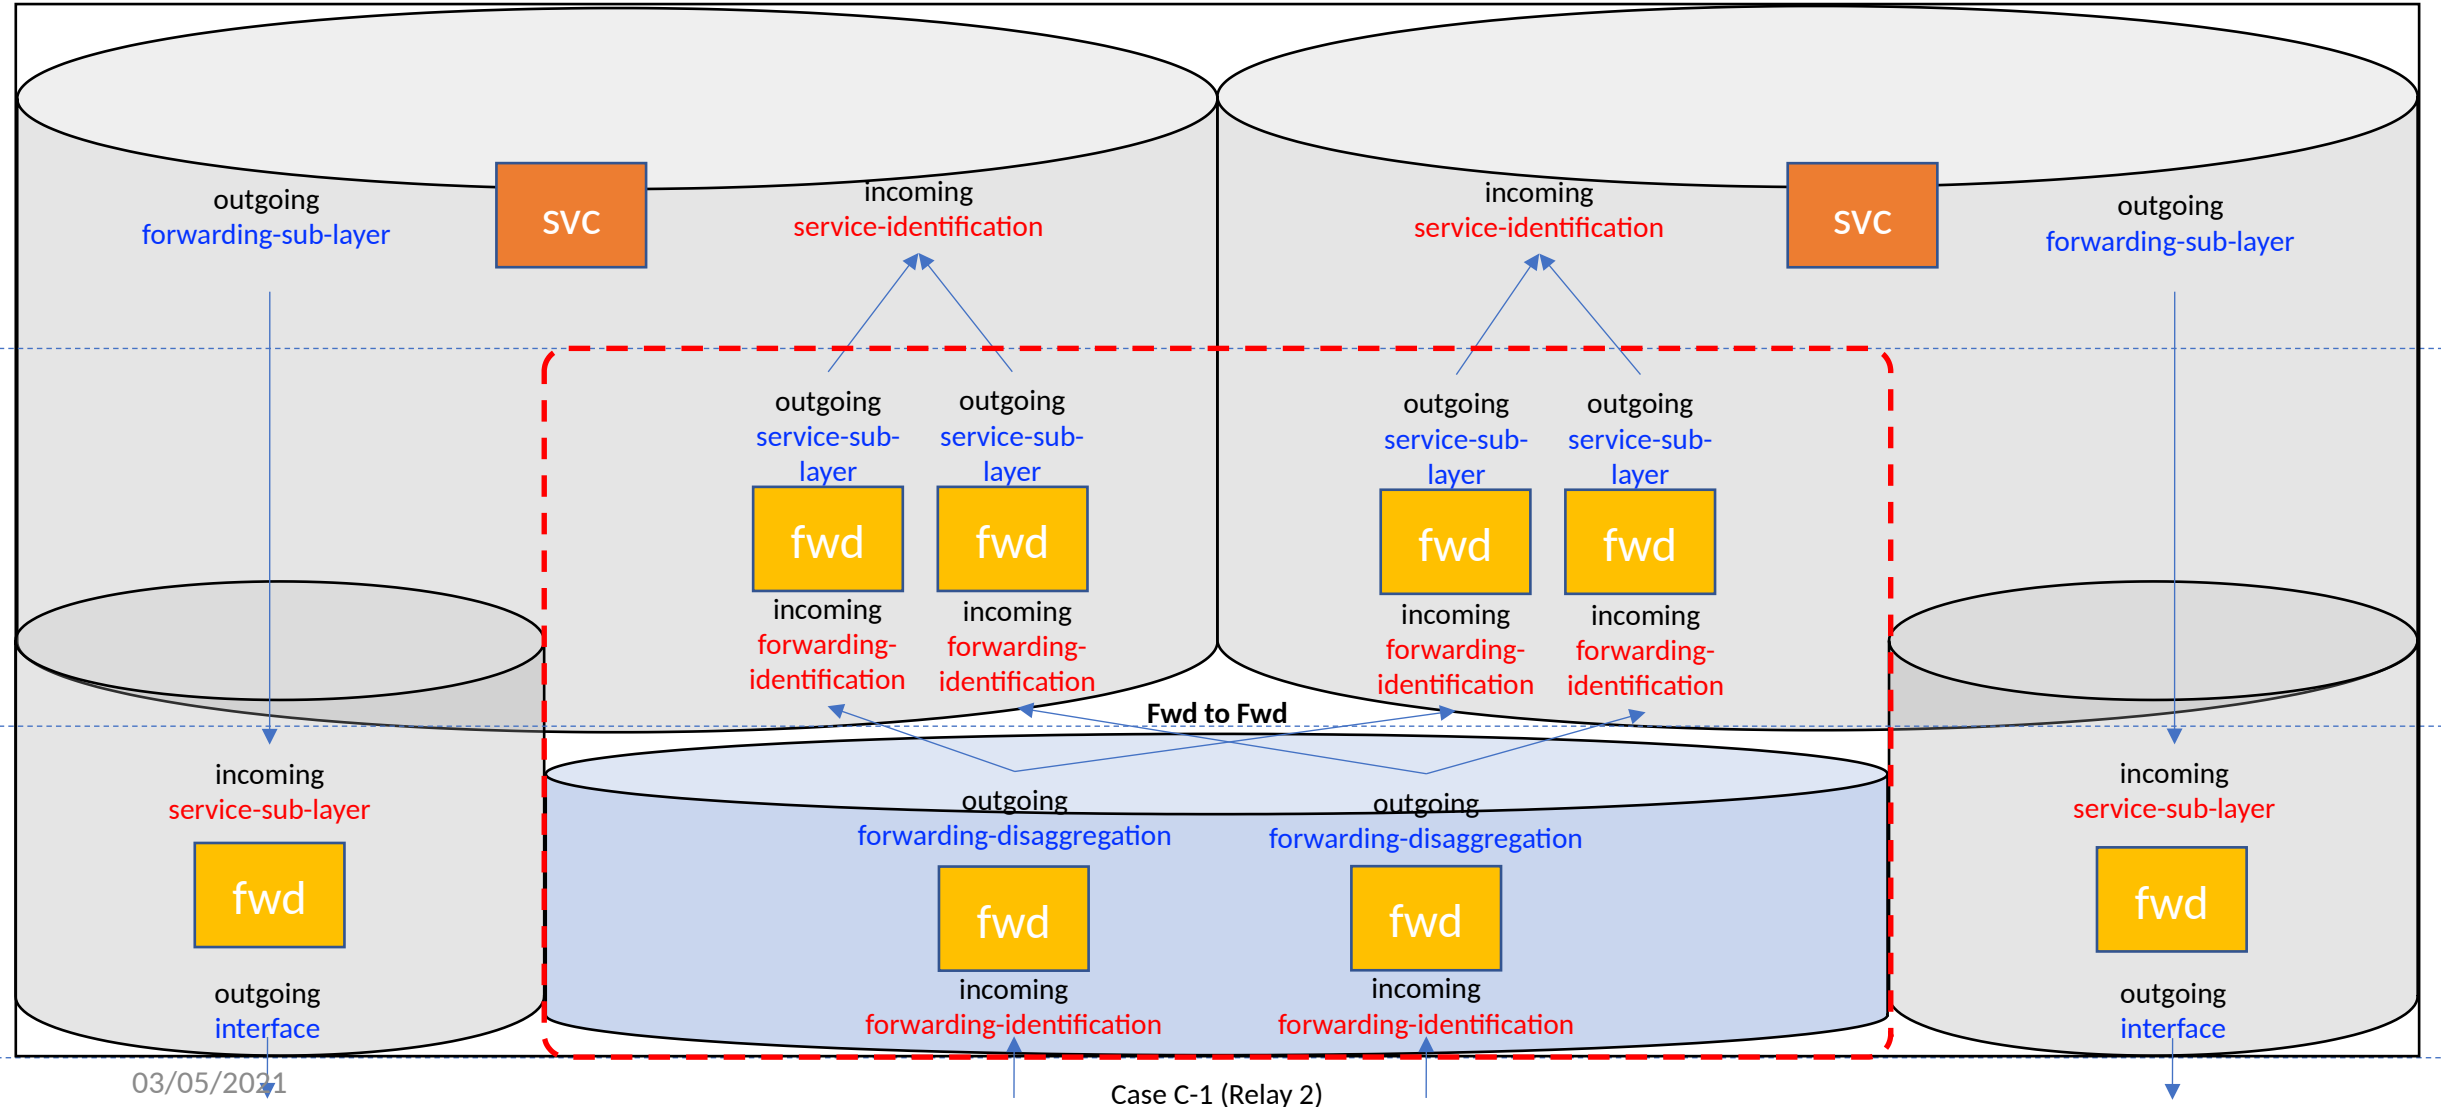 outgoing
forwarding-sub-layer
svc
incoming
service-identification
incoming
service-identification
svc
outgoing
forwarding-sub-layer
outgoing
service-sub-
layer
fwd
incoming
forwarding-
identification
outgoing
service-sub-
layer
fwd
incoming
forwarding-
identification
outgoing
service-sub-
layer
fwd
incoming
forwarding-
identification
outgoing
service-sub-
layer
fwd
incoming
forwarding-
identification
Fwd to Fwd
incoming
service-sub-layer
fwd
outgoing
interface
outgoing
forwarding-disaggregation
fwd
incoming
forwarding-identification
outgoing
forwarding-disaggregation
fwd
incoming
forwarding-identification
incoming
service-sub-layer
fwd
outgoing
interface
03/05/2021
Case C-1 (Relay 2)